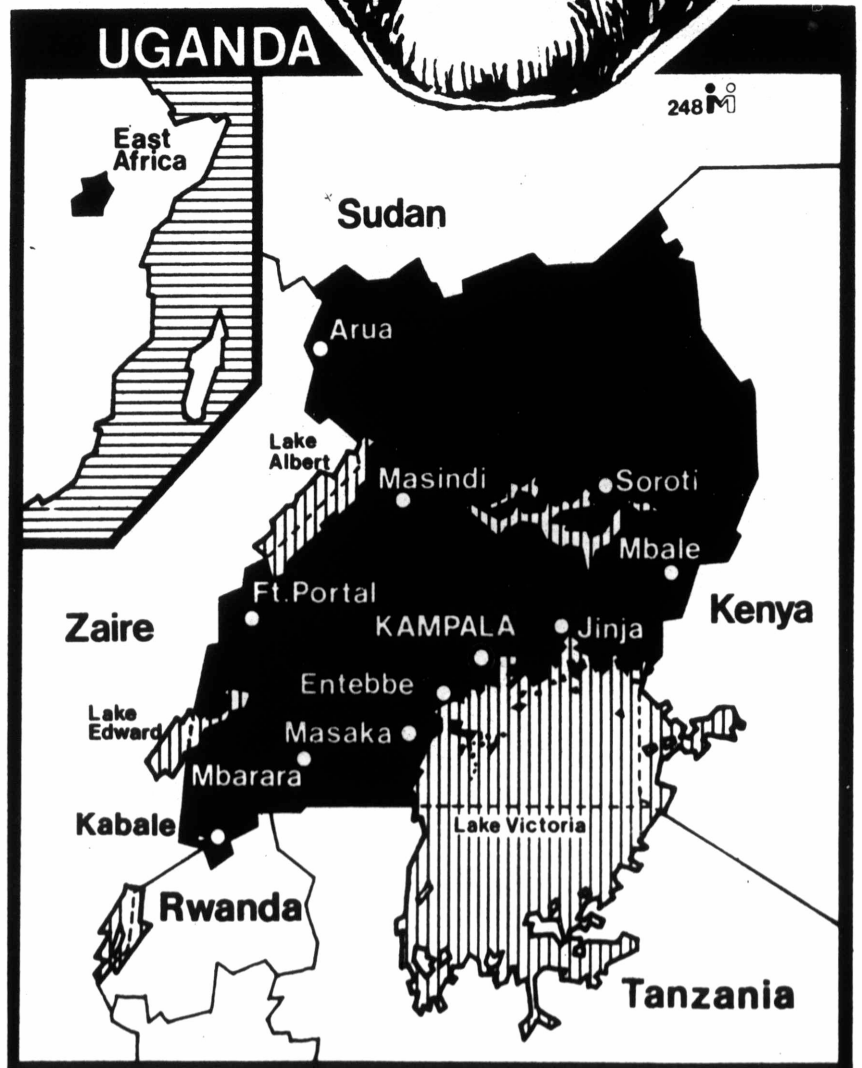 UGANDA
248
East
Africa
Sudan
Arua
Lake
Albert
Masindi
Soroti
Mbale
Ft.Portal
Zaire
KAMPALA
Jinja
Kenya
Entebbe
Lake
Edward
Masaka
Mbarara
Kabale
Lake Victoria
Rwanda
Tanzania